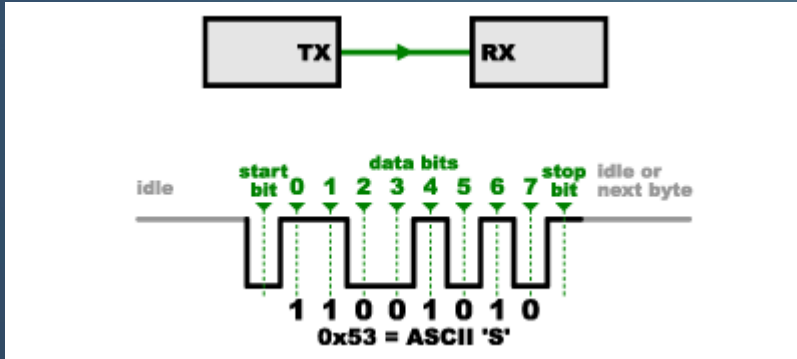 TX RX
data bits
start bit 0 1 2 3 4 5 6 7 stop bit
idle
idle or next byte
1 1 0 0 1 0 1 0
0x53 = ASCII 'S'